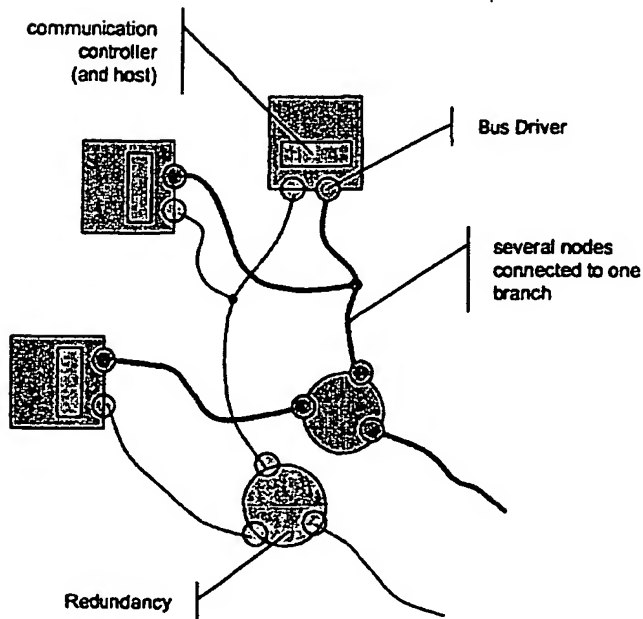 communication
controller
(and host)
Bus Driver
several nodes
connected to one
branch
Redundancy